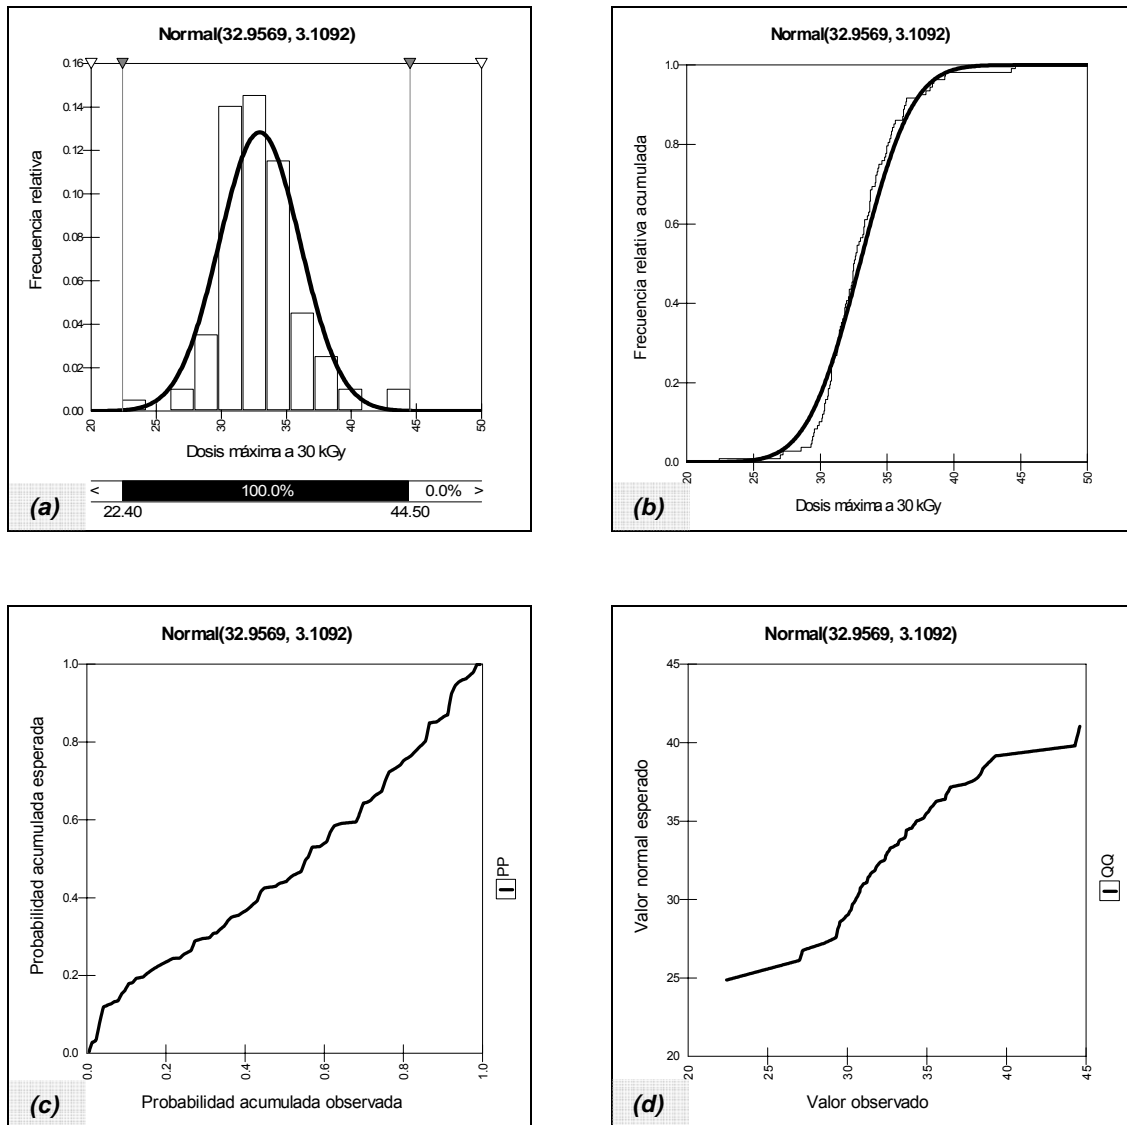 Normal(32.9569, 3.1092)
0.16
0.14
0.12
0.10
0.08
0.06
0.04
0.02
0.00
Frecuencia relativa
20 25 30 35 40 45 50
Dosis máxima a 30 kGy
< 100.0% 0.0% >
22.40 44.50
(a)
Normal(32.9569, 3.1092)
1.0
0.8
0.6
0.4
0.2
0.0
Frecuencia relativa acumulada
20 25 30 35 40 45 50
Dosis máxima a 30 kGy
(b)
Normal(32.9569, 3.1092)
1.0
0.8
0.6
0.4
0.2
0.0
Probabilidad acumulada esperada
0.0 0.2 0.4 0.6 0.8 1.0
Probabilidad acumulada observada
PP
(c)
Normal(32.9569, 3.1092)
45
40
35
30
25
20
Valor normal esperado
20 25 30 35 40 45
Valor observado
QQ
(d)